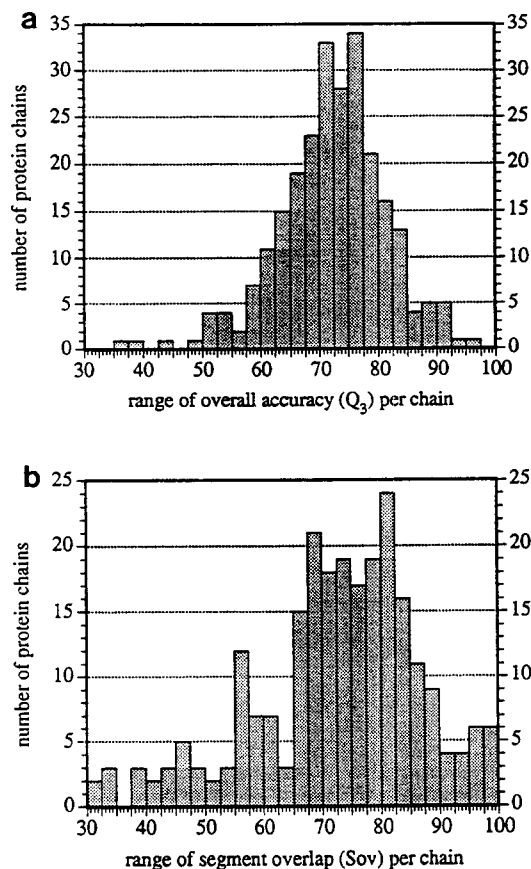 a
35 35
30 30
25 25
20 20
15 15
10 10
5 5
0 0
30 40 50 60 70 80 90 100
number of protein chains
range of overall accuracy (Q₃) per chain
b
25 25
20 20
15 15
10 10
5 5
0 0
30 40 50 60 70 80 90 100
number of protein chains
range of segment overlap (Sov) per chain